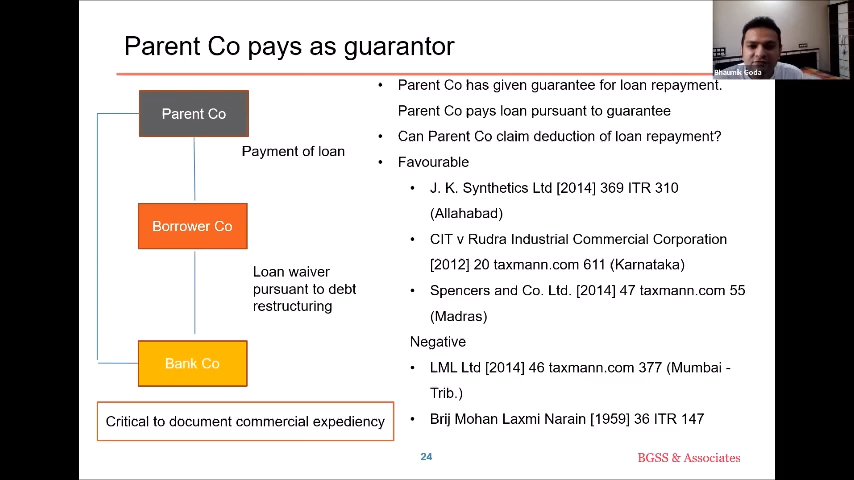 Parent Co pays as guarantor
Bhaumik Goda
Parent Co
Payment of loan
Borrower Co
Loan waiver
pursuant to debt
restructuring
Bank Co
Critical to document commercial expediency
• Parent Co has given guarantee for loan repayment.
Parent Co pays loan pursuant to guarantee
• Can Parent Co claim deduction of loan repayment?
• Favourable
• J. K. Synthetics Ltd [2014] 369 ITR 310
(Allahabad)
• CIT v Rudra Industrial Commercial Corporation
[2012] 20 taxmann.com 611 (Karnataka)
• Spencers and Co. Ltd. [2014] 47 taxmann.com 55
(Madras)
Negative
• LML Ltd [2014] 46 taxmann.com 377 (Mumbai -
Trib.)
• Brij Mohan Laxmi Narain [1959] 36 ITR 147
24
BGSS & Associates